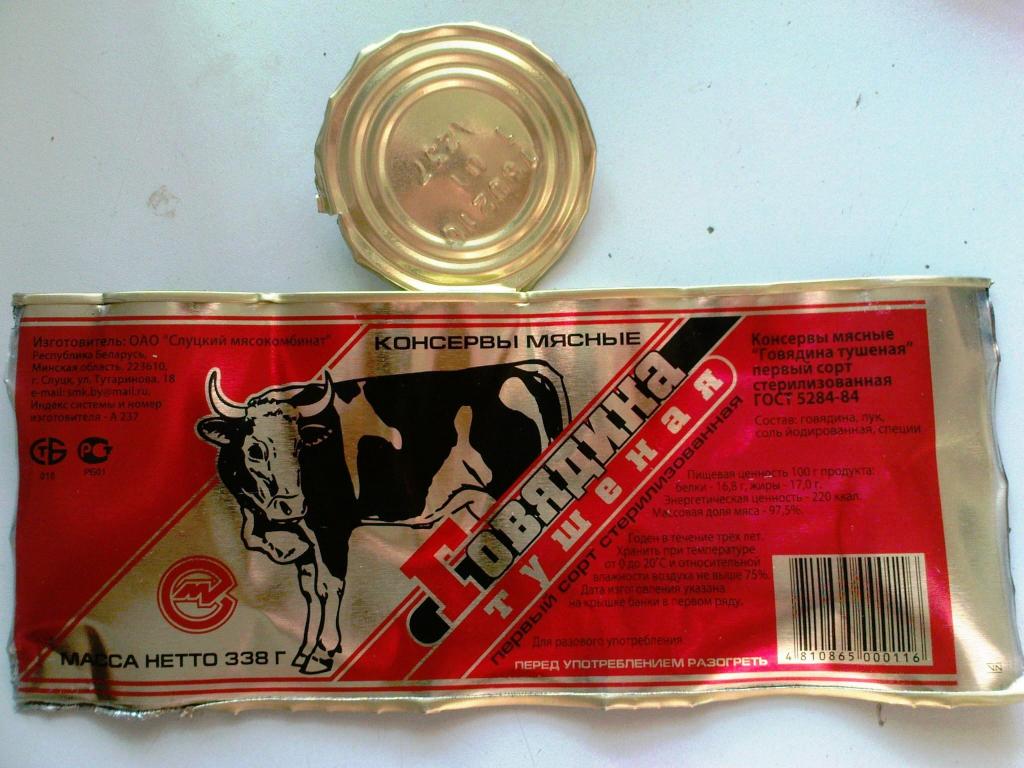 Изготовитель: ОАО "Слуцкий мясокомбинат"
Республика Беларусь,
Минская область, 223610,
г. Слуцк, ул. Тутаринова, 18
e-mail: smk.by@mail.ru,
Индекс системы и номер
изготовителя - А 237
СТБ
016
РСТ
РБ01
МАССА НЕТТО 338 Г
КОНСЕРВЫ МЯСНЫЕ
ГОВЯДИНА
тушеная
первый сорт стерилизованная
Консервы мясные
"Говядина тушеная"
первый сорт
стерилизованная
ГОСТ 5284-84
Состав: говядина, лук,
соль йодированная, специи
Пищевая ценность 100 г продукта:
белки - 16,8 г, жиры - 17,0 г.
Энергетическая ценность - 220 ккал.
Массовая доля мяса - 97,5%.
Годен в течение трёх лет.
Хранить при температуре
от 0 до 20°С и относительной
влажности воздуха не выше 75%.
Дата изготовления указана
на крышке банки в первом ряду.
Для разового употребления.
ПЕРЕД УПОТРЕБЛЕНИЕМ РАЗОГРЕТЬ
4 810865 000116